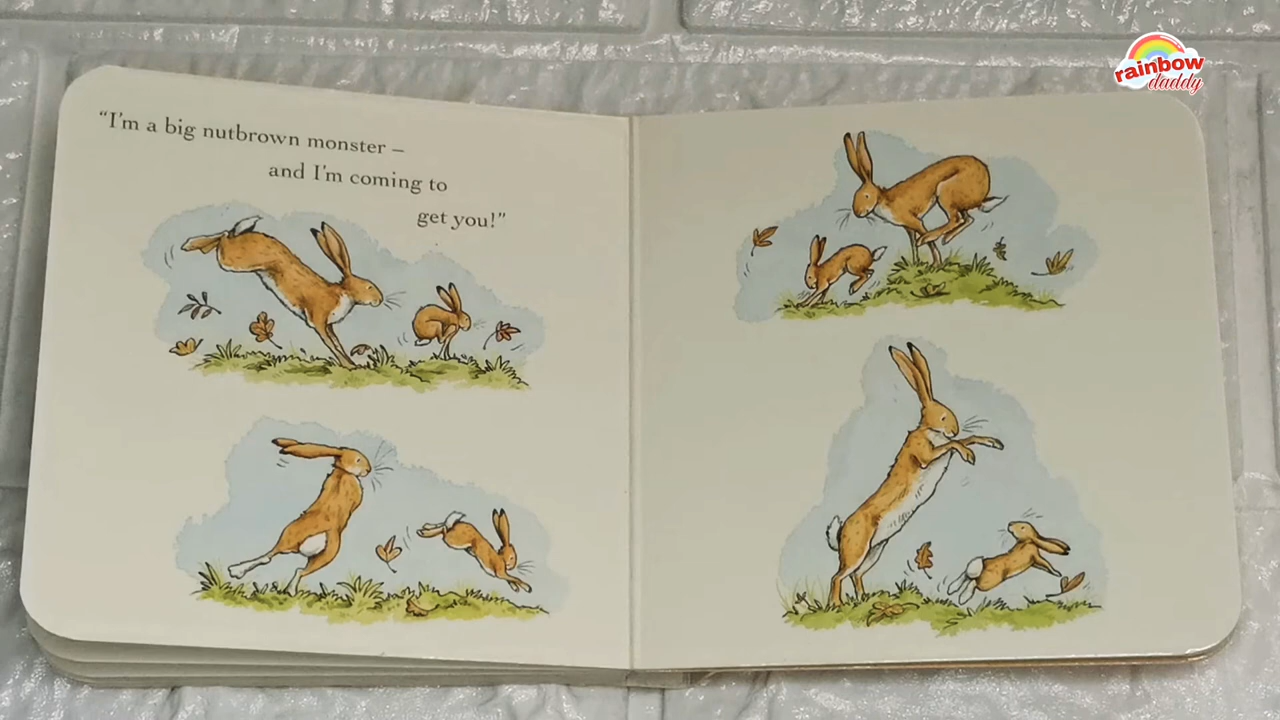 “I'm a big nutbrown monster –
and I'm coming to
get you!”
rainbow
daddy